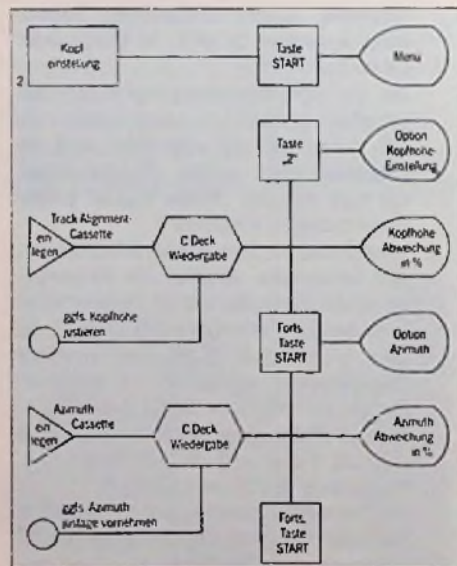 Kopf
einstellung
Taste
START
Menu
2
Taste
"2"
Option
Kopfhöhe-
Einstellung
Track Alignment-
Cassette
ein
legen
C Deck
Wiedergabe
Kopfhöhe
Abweichung
in %
ggfs. Kopfhöhe
justieren
Forts.
Taste
START
Option
Azimuth
Azimuth
Cassette
ein
legen
C Deck
Wiedergabe
Azimuth
Abweichung
in %
ggfs. Azimuth
justage vornehmen
Forts.
Taste
START